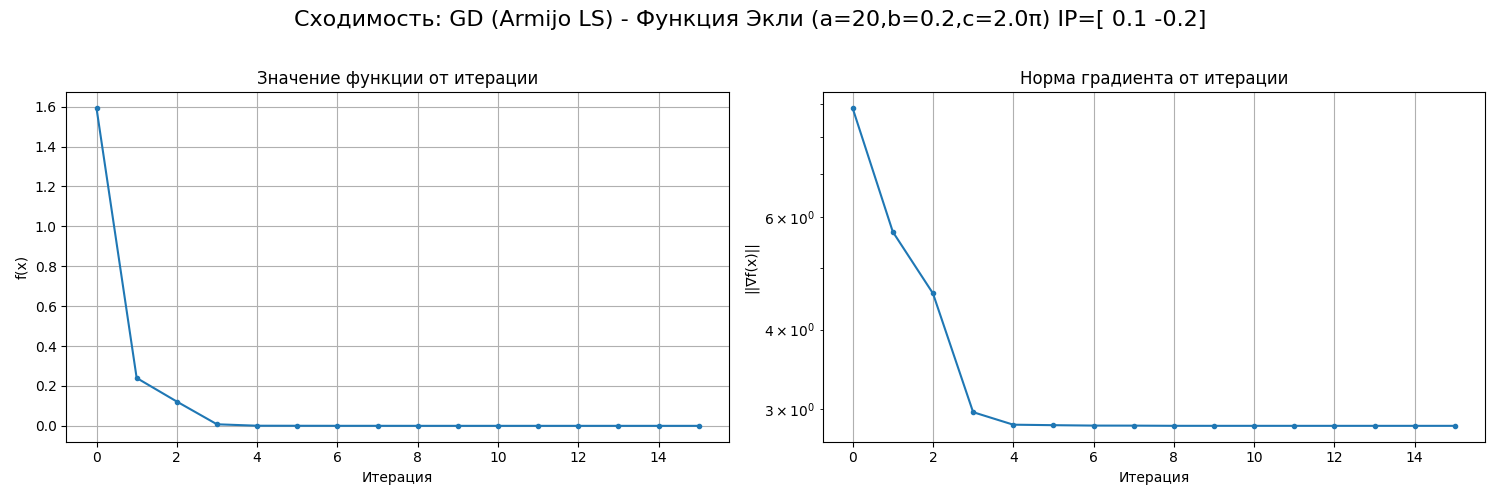 Сходимость: GD (Armijo LS) - Функция Экли (a=20,b=0.2,c=2.0π) IP=[ 0.1 -0.2]
Значение функции от итерации
1.6
1.4
1.2
1.0
0.8
0.6
0.4
0.2
0.0
f(x)
0 2 4 6 8 10 12 14
Итерация
Норма градиента от итерации
6 × 10⁰
4 × 10⁰
3 × 10⁰
||∇f(x)||
0 2 4 6 8 10 12 14
Итерация